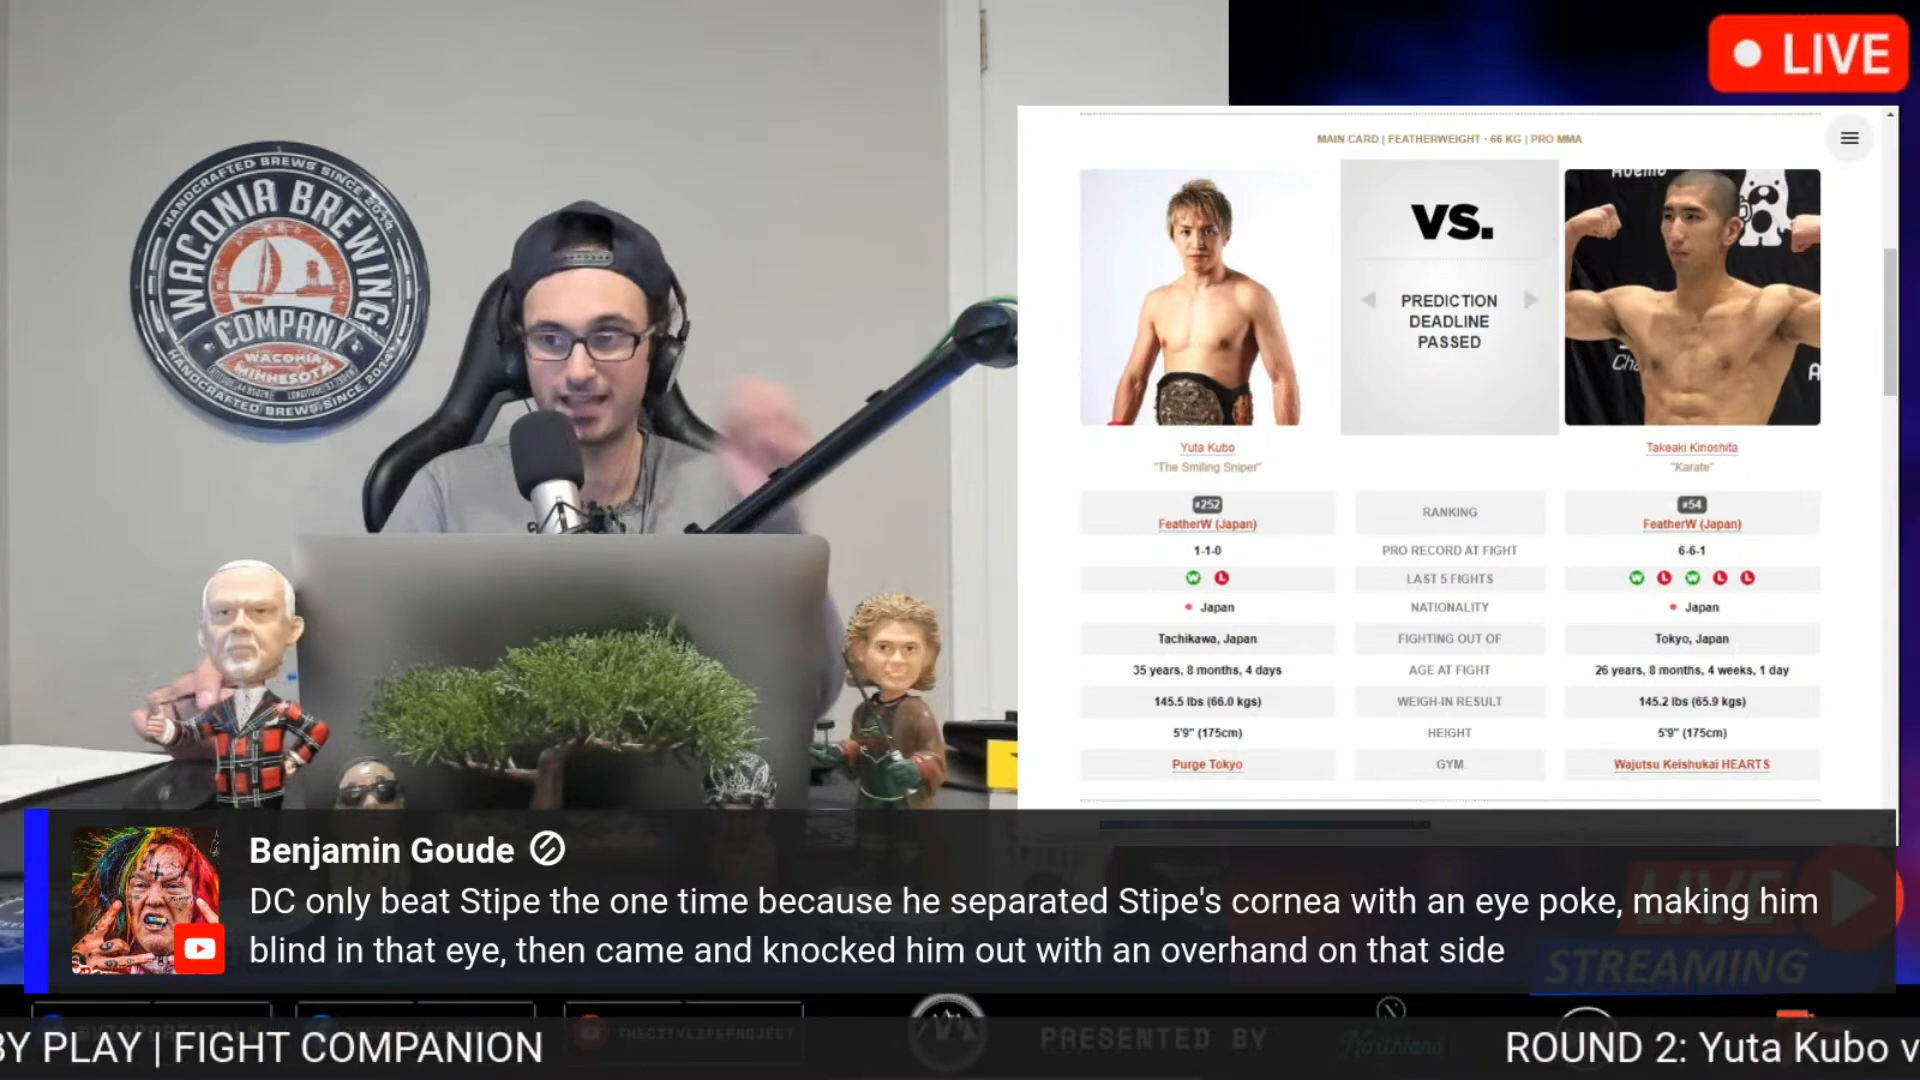 LIVE
HANDCRAFTED BREWS SINCE 2014
WACONIA BREWING
COMPANY
WACONIA
MINNESOTA
HANDCRAFTED BREWS SINCE 2014
MAIN CARD | FEATHERWEIGHT · 66 KG | PRO MMA
VS.
PREDICTION
DEADLINE
PASSED
Yuta Kubo
Takeaki Kinoshita
"The Smiling Sniper"
"Karate"
#252
RANKING
#54
FeatherW (Japan)
FeatherW (Japan)
1-1-0
PRO RECORD AT FIGHT
6-6-1
W L
LAST 5 FIGHTS
W L W L L
Japan
NATIONALITY
Japan
Tachikawa, Japan
FIGHTING OUT OF
Tokyo, Japan
35 years, 8 months, 4 days
AGE AT FIGHT
26 years, 8 months, 4 weeks, 1 day
145.5 lbs (66.0 kgs)
WEIGH-IN RESULT
145.2 lbs (65.9 kgs)
5'9" (175cm)
HEIGHT
5'9" (175cm)
Purge Tokyo
GYM
Wajutsu Keishukai HEARTS
Benjamin Goude
DC only beat Stipe the one time because he separated Stipe's cornea with an eye poke, making him
blind in that eye, then came and knocked him out with an overhand on that side
LIVE
STREAMING
THECITYLIFEPROJECT
PRESENTED BY
Northland
BY PLAY | FIGHT COMPANION
ROUND 2: Yuta Kubo v